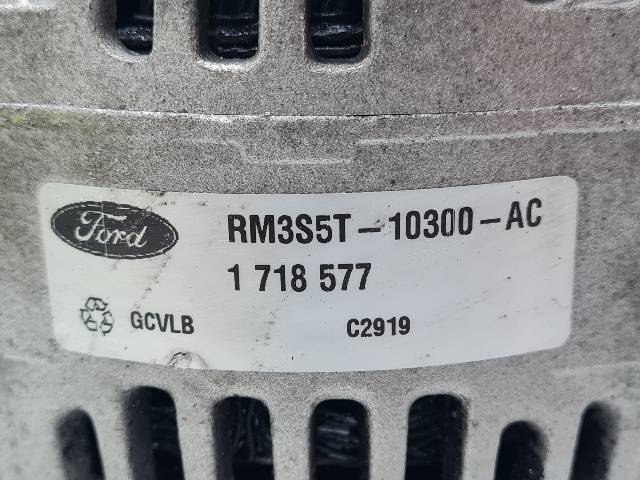 Ford
RM3S5T-10300-AC
1 718 577
GCVLB C2919